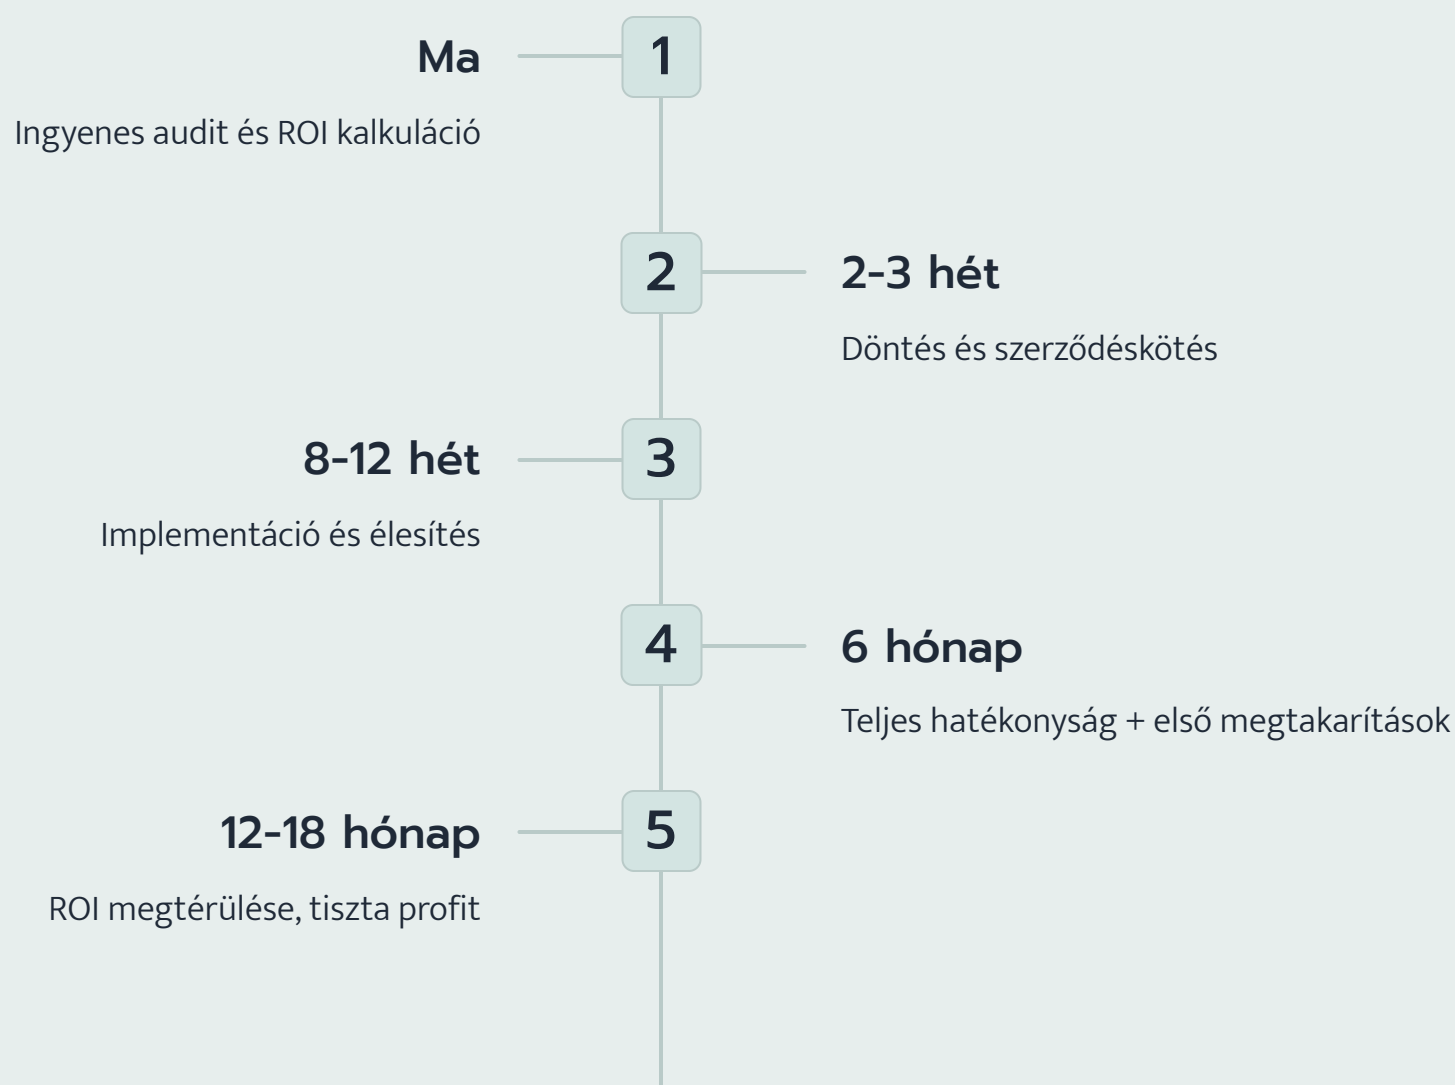 Ma
1
Ingyenes audit és ROI kalkuláció
2
2-3 hét
Döntés és szerződéskötés
8-12 hét
3
Implementáció és élesítés
4
6 hónap
Teljes hatékonyság + első megtakarítások
12-18 hónap
5
ROI megtérülése, tiszta profit